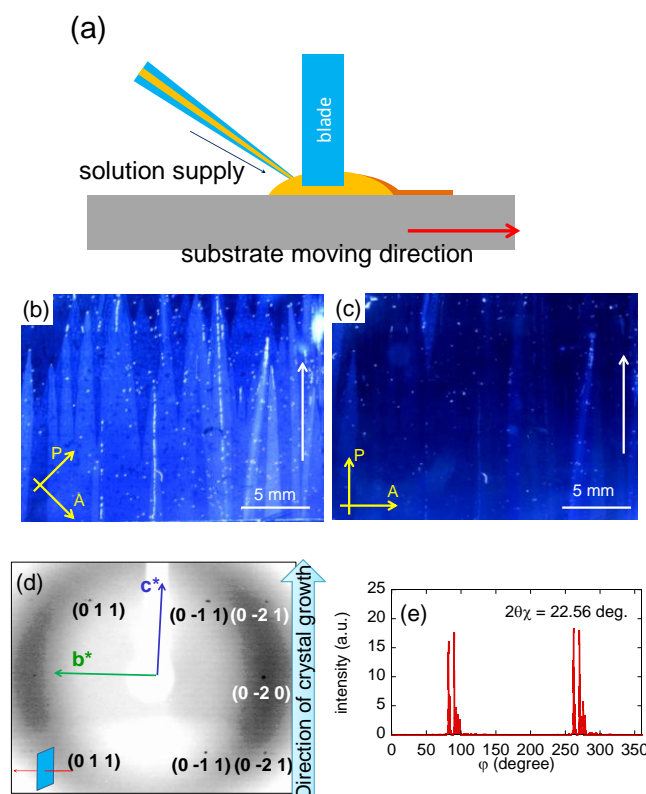 (a)
blade
solution supply
substrate moving direction
(b)
P
A
5 mm
(c)
P
A
5 mm
(d)
c*
(0 1 1)
(0 -1 1)
(0 -2 1)
b*
(0 -2 0)
(0 1 1)
(0 -1 1)
(0 -2 1)
Direction of crystal growth
(e)
2θχ = 22.56 deg.
intensity (a.u.)
25
20
15
10
5
0
0
50
100
150
200
250
300
350
φ (degree)